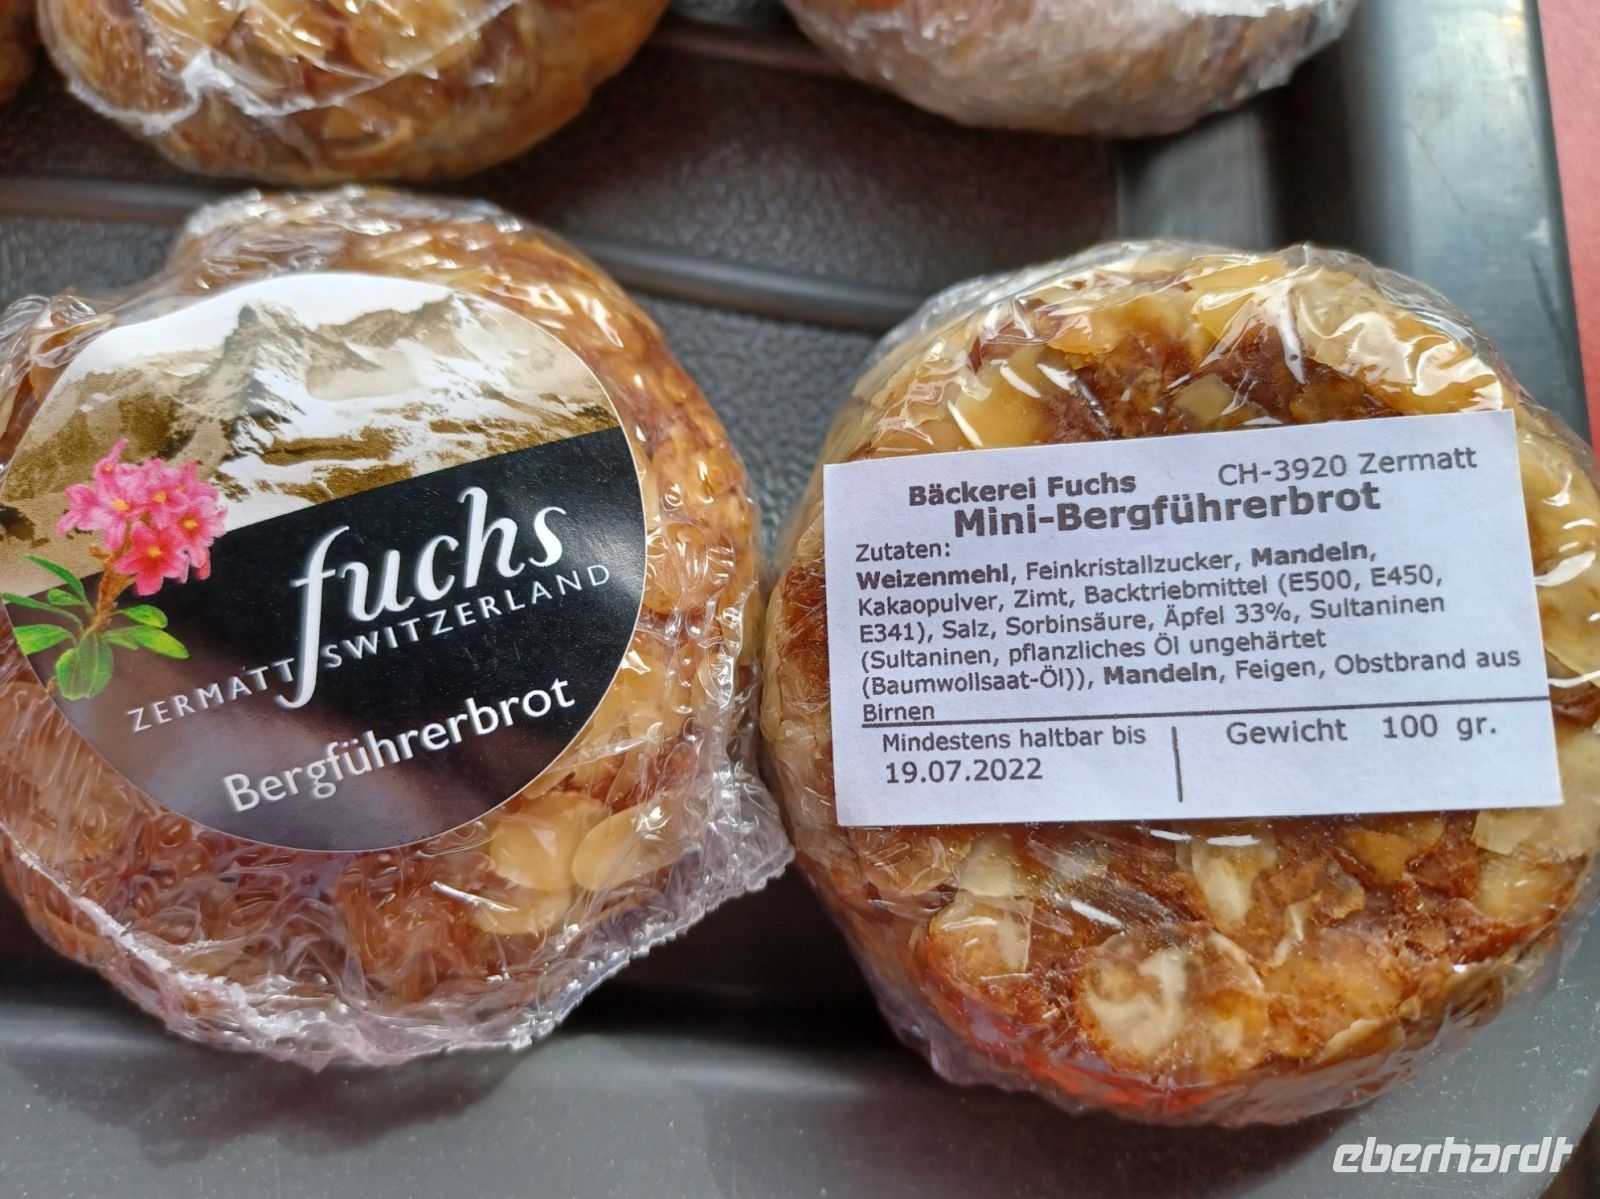 fuchs
ZERMATT SWITZERLAND
Bergführerbrot
Bäckerei Fuchs CH-3920 Zermatt
Mini-Bergführerbrot
Zutaten:
Weizenmehl, Feinkristallzucker, Mandeln,
Kakaopulver, Zimt, Backtriebmittel (E500, E450,
E341), Salz, Sorbinsäure, Äpfel 33%, Sultaninen
(Sultaninen, pflanzliches Öl ungehärtet
(Baumwollsaat-Öl)), Mandeln, Feigen, Obstbrand aus
Birnen
Mindestens haltbar bis
19.07.2022
Gewicht 100 gr.
eberhardt